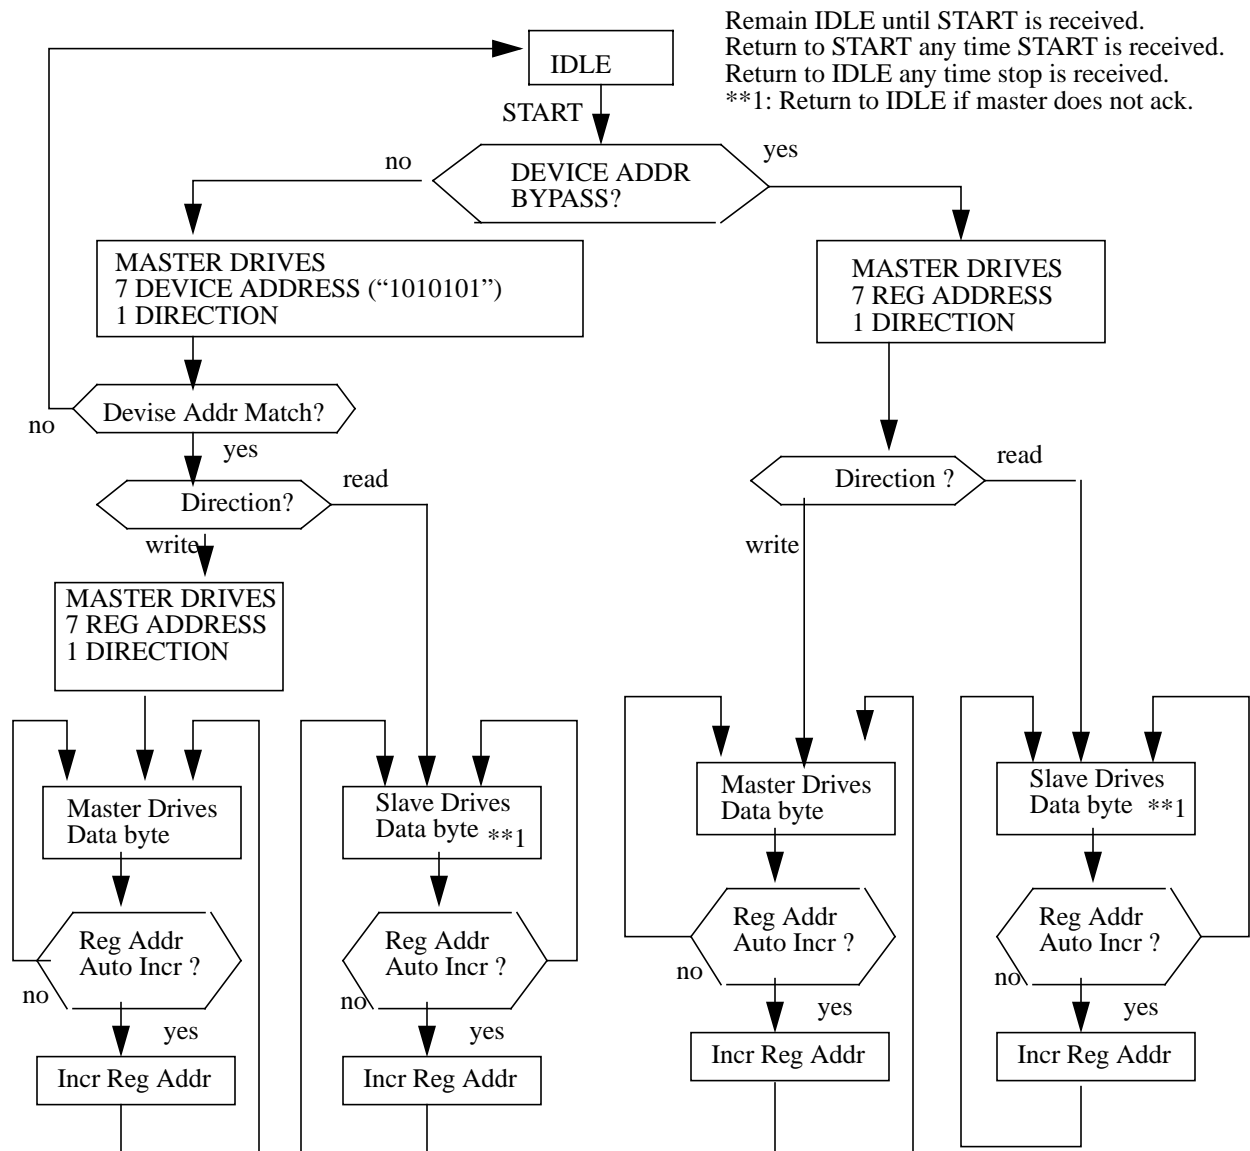 Remain IDLE until START is received.
Return to START any time START is received.
Return to IDLE any time stop is received.
**1: Return to IDLE if master does not ack.
IDLE
START
no
yes
DEVICE ADDR
BYPASS?
MASTER DRIVES
7 DEVICE ADDRESS (“1010101”)
1 DIRECTION
MASTER DRIVES
7 REG ADDRESS
1 DIRECTION
Devise Addr Match?
no
yes
Direction?
read
write
Direction ?
read
write
MASTER DRIVES
7 REG ADDRESS
1 DIRECTION
Master Drives
Data byte
Slave Drives
Data byte **1
Master Drives
Data byte
Slave Drives
Data byte **1
Reg Addr
Auto Incr ?
no
yes
Reg Addr
Auto Incr ?
no
yes
Reg Addr
Auto Incr ?
no
yes
Reg Addr
Auto Incr ?
no
yes
Incr Reg Addr
Incr Reg Addr
Incr Reg Addr
Incr Reg Addr